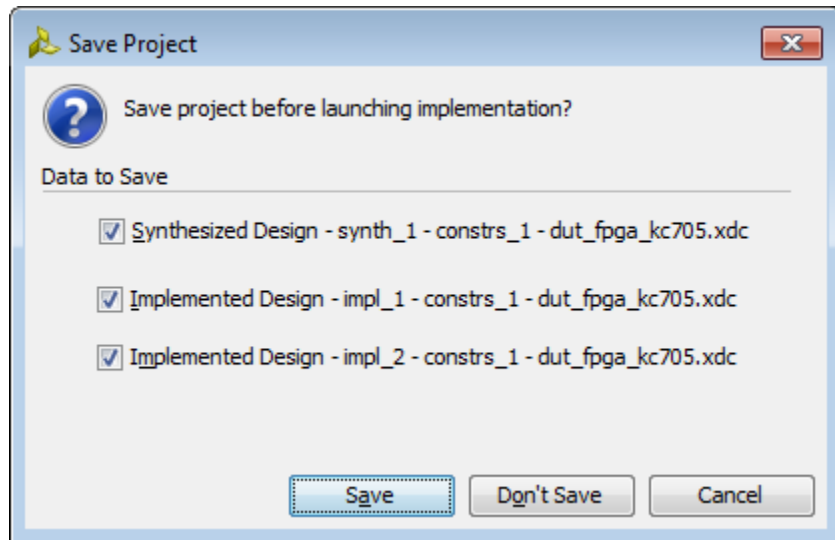 Save Project
Save project before launching implementation?
Data to Save
Synthesized Design - synth_1 - constrs_1 - dut_fpga_kc705.xdc
Implemented Design - impl_1 - constrs_1 - dut_fpga_kc705.xdc
Implemented Design - impl_2 - constrs_1 - dut_fpga_kc705.xdc
Save Don't Save Cancel